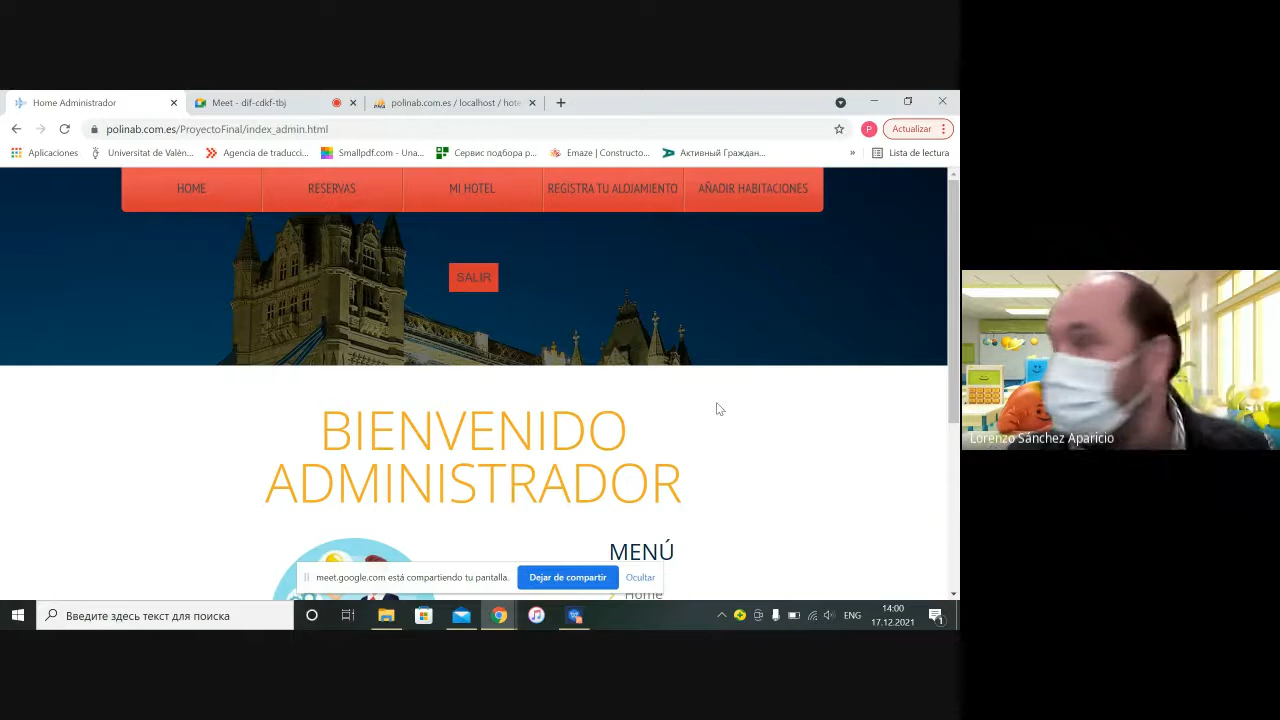 Home Administrador
Meet - dif-cdkf-tbj
polinab.com.es / localhost / hote
polinab.com.es/ProyectoFinal/index_admin.html
Actualizar
Aplicaciones
Universitat de Valèn...
Agencia de traducci...
Smallpdf.com - Una...
Сервис подбора р...
Emaze | Constructo...
Активный Граждан...
»
Lista de lectura
HOME
RESERVAS
MI HOTEL
REGISTRA TU ALOJAMIENTO
AÑADIR HABITACIONES
SALIR
BIENVENIDO
ADMINISTRADOR
MENÚ
Home
meet.google.com está compartiendo tu pantalla.
Dejar de compartir
Ocultar
Введите здесь текст для поиска
ENG
14:00
17.12.2021
Lorenzo Sánchez Aparicio